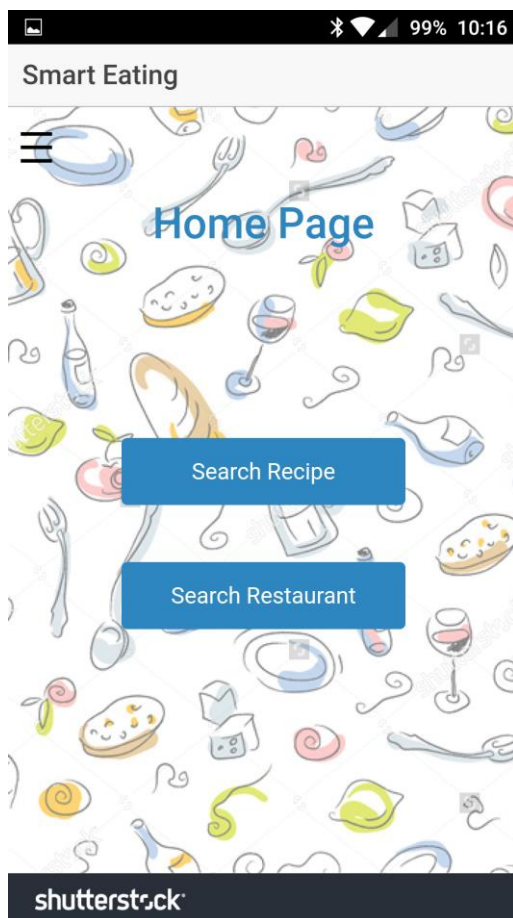 99% 10:16
Smart Eating
Home Page
Search Recipe
Search Restaurant
shutterstock